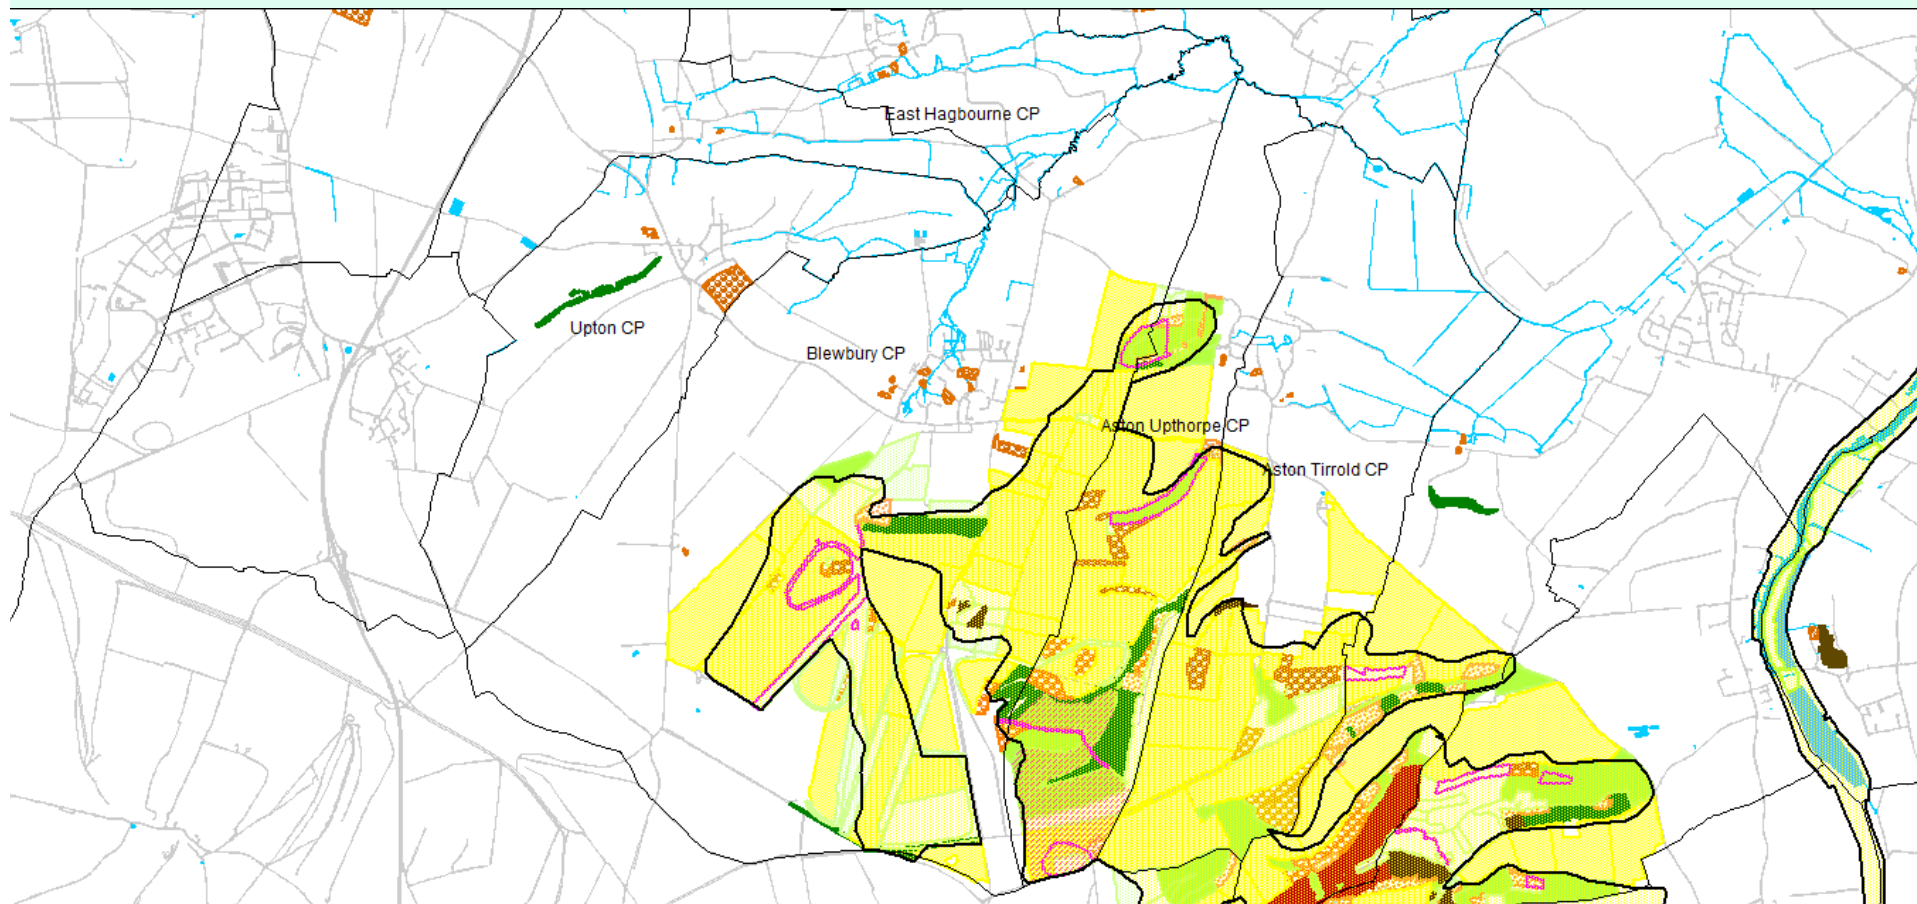 East Hagbourne CP
Upton CP
Blewbury CP
Aston Upthorpe CP
Aston Tirrold CP